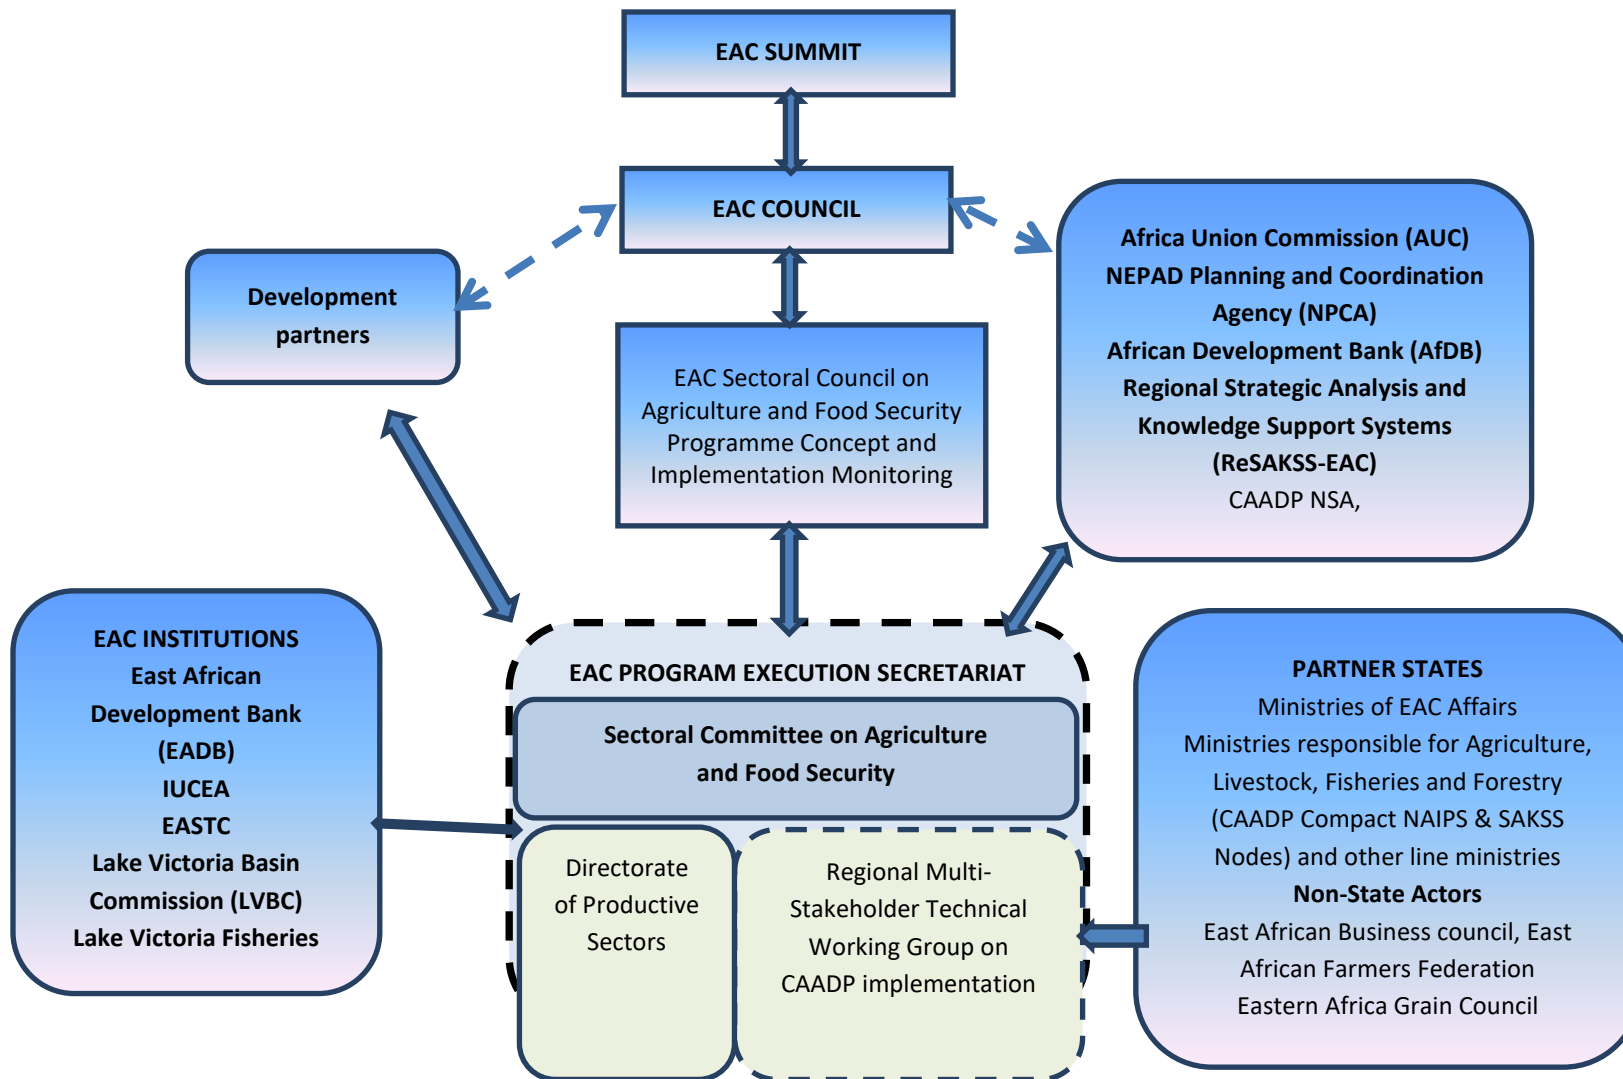 EAC SUMMIT
EAC COUNCIL
Development
partners
Africa Union Commission (AUC)
NEPAD Planning and Coordination
Agency (NPCA)
African Development Bank (AfDB)
Regional Strategic Analysis and
Knowledge Support Systems
(ReSAKSS-EAC)
CAADP NSA,
EAC Sectoral Council on
Agriculture and Food Security
Programme Concept and
Implementation Monitoring
EAC INSTITUTIONS
East African
Development Bank
(EADB)
IUCEA
EASTC
Lake Victoria Basin
Commission (LVBC)
Lake Victoria Fisheries
EAC PROGRAM EXECUTION SECRETARIAT
Sectoral Committee on Agriculture
and Food Security
Directorate
of Productive
Sectors
Regional Multi-
Stakeholder Technical
Working Group on
CAADP implementation
PARTNER STATES
Ministries of EAC Affairs
Ministries responsible for Agriculture,
Livestock, Fisheries and Forestry
(CAADP Compact NAIPS & SAKSS
Nodes) and other line ministries
Non-State Actors
East African Business council, East
African Farmers Federation
Eastern Africa Grain Council